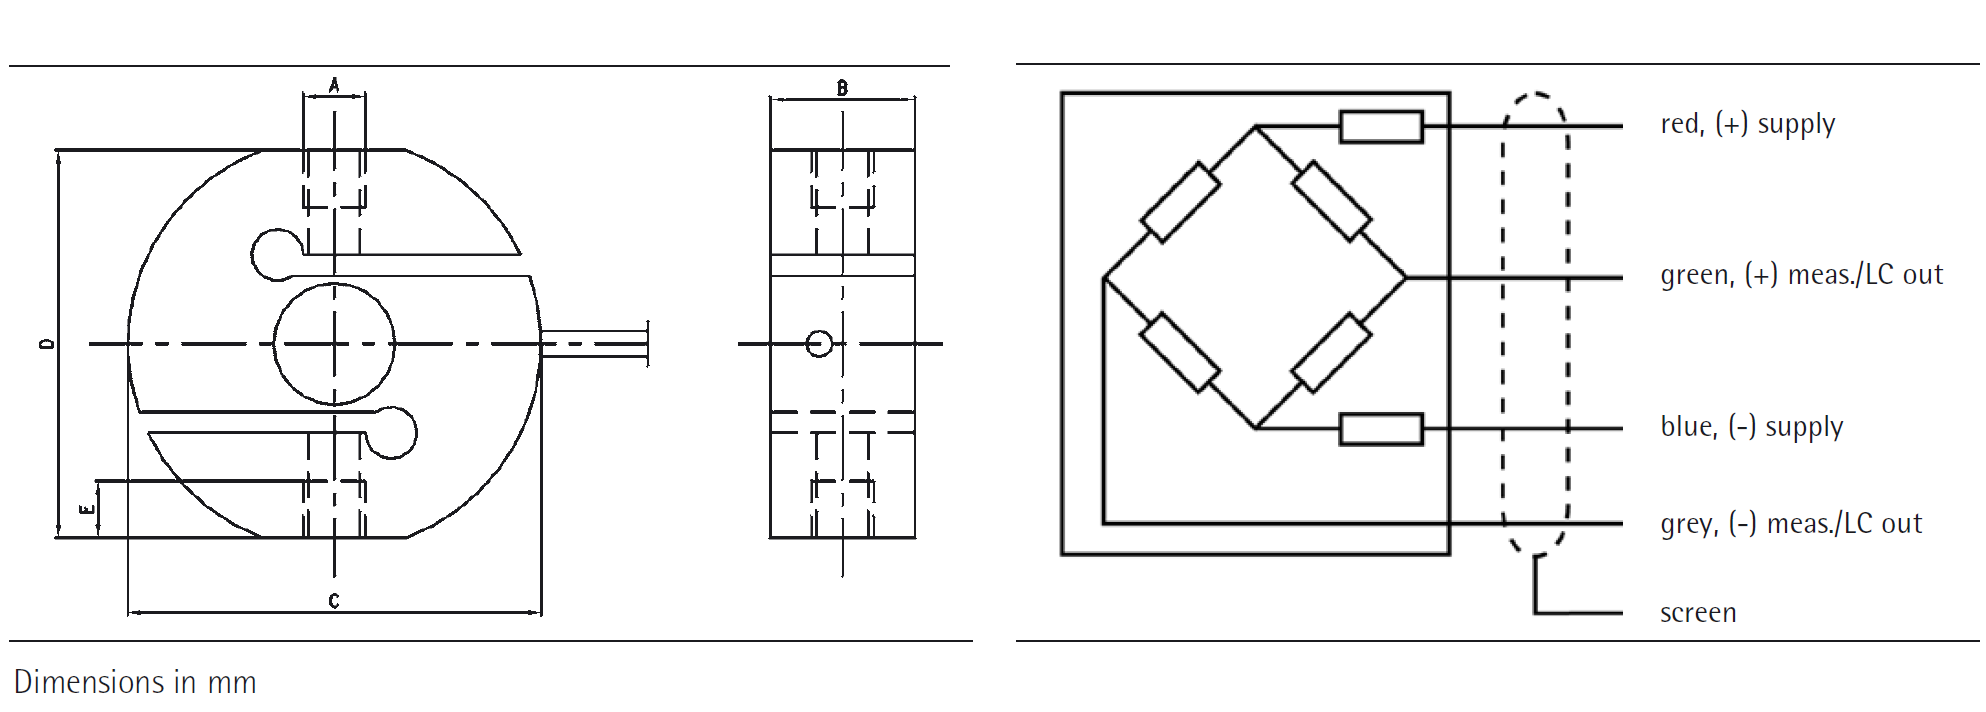 A
B
D
E
C
red, (+) supply
green, (+) meas./LC out
blue, (-) supply
grey, (-) meas./LC out
screen
Dimensions in mm